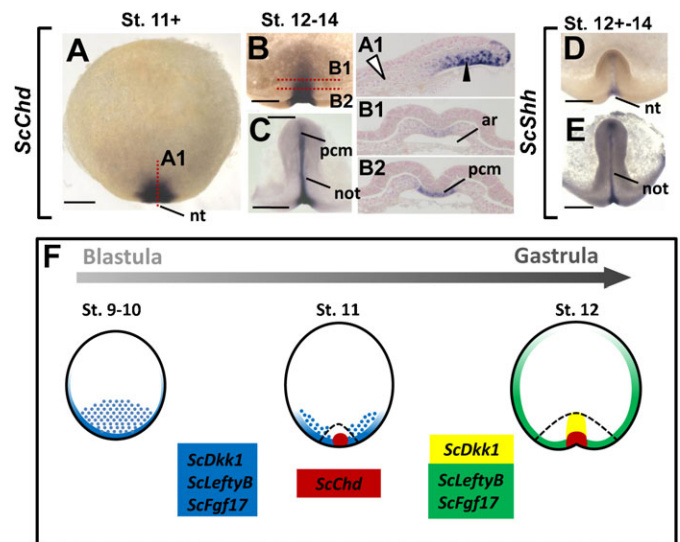 St. 11+
St. 12-14
St. 12+-14
ScChd
A
A1
nt
B
B1
B2
C
pcm
not
A1
B1
ar
B2
pcm
ScShh
D
nt
E
not
F
Blastula
Gastrula
St. 9-10
St. 11
St. 12
ScDkk1
ScLeftyB
ScFgf17
ScChd
ScDkk1
ScLeftyB
ScFgf17